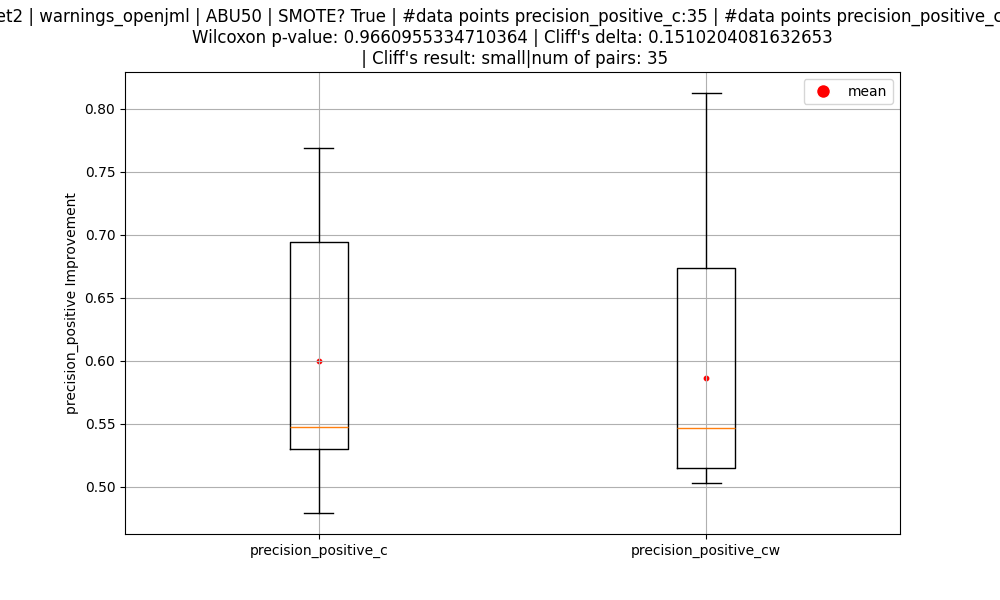 | warnings_openjml | ABU50 | SMOTE? True | #data points precision_positive_c:35 | #data points
Wilcoxon p-value: 0.9660955334710364 | Cliff's delta: 0.1510204081632653
| Cliff's result: small|num of pairs: 35
mean
precision_positive Improvement
0.80
0.75
0.70
0.65
0.60
0.55
0.50
precision_positive_c
precision_positive_cw